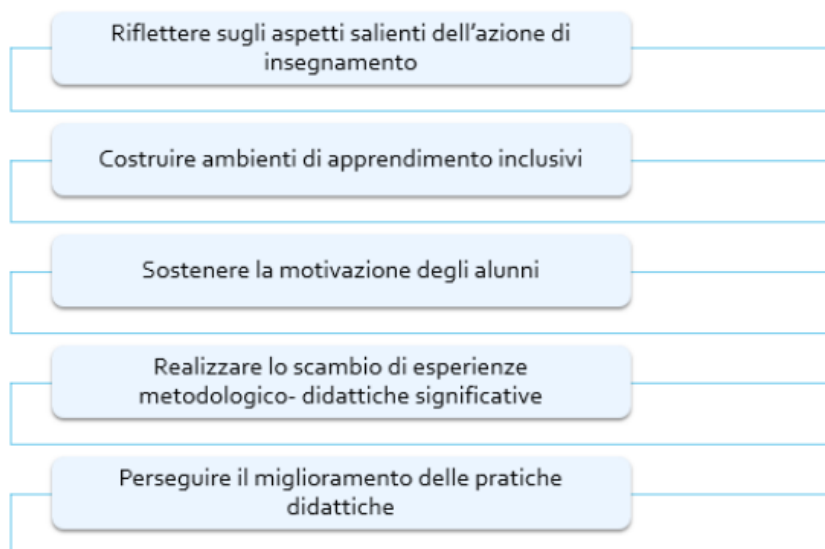 Riflettere sugli aspetti salienti dell'azione di
insegnamento
Costruire ambienti di apprendimento inclusivi
Sostenere la motivazione degli alunni
Realizzare lo scambio di esperienze
metodologico- didattiche significative
Perseguire il miglioramento delle pratiche
didattiche